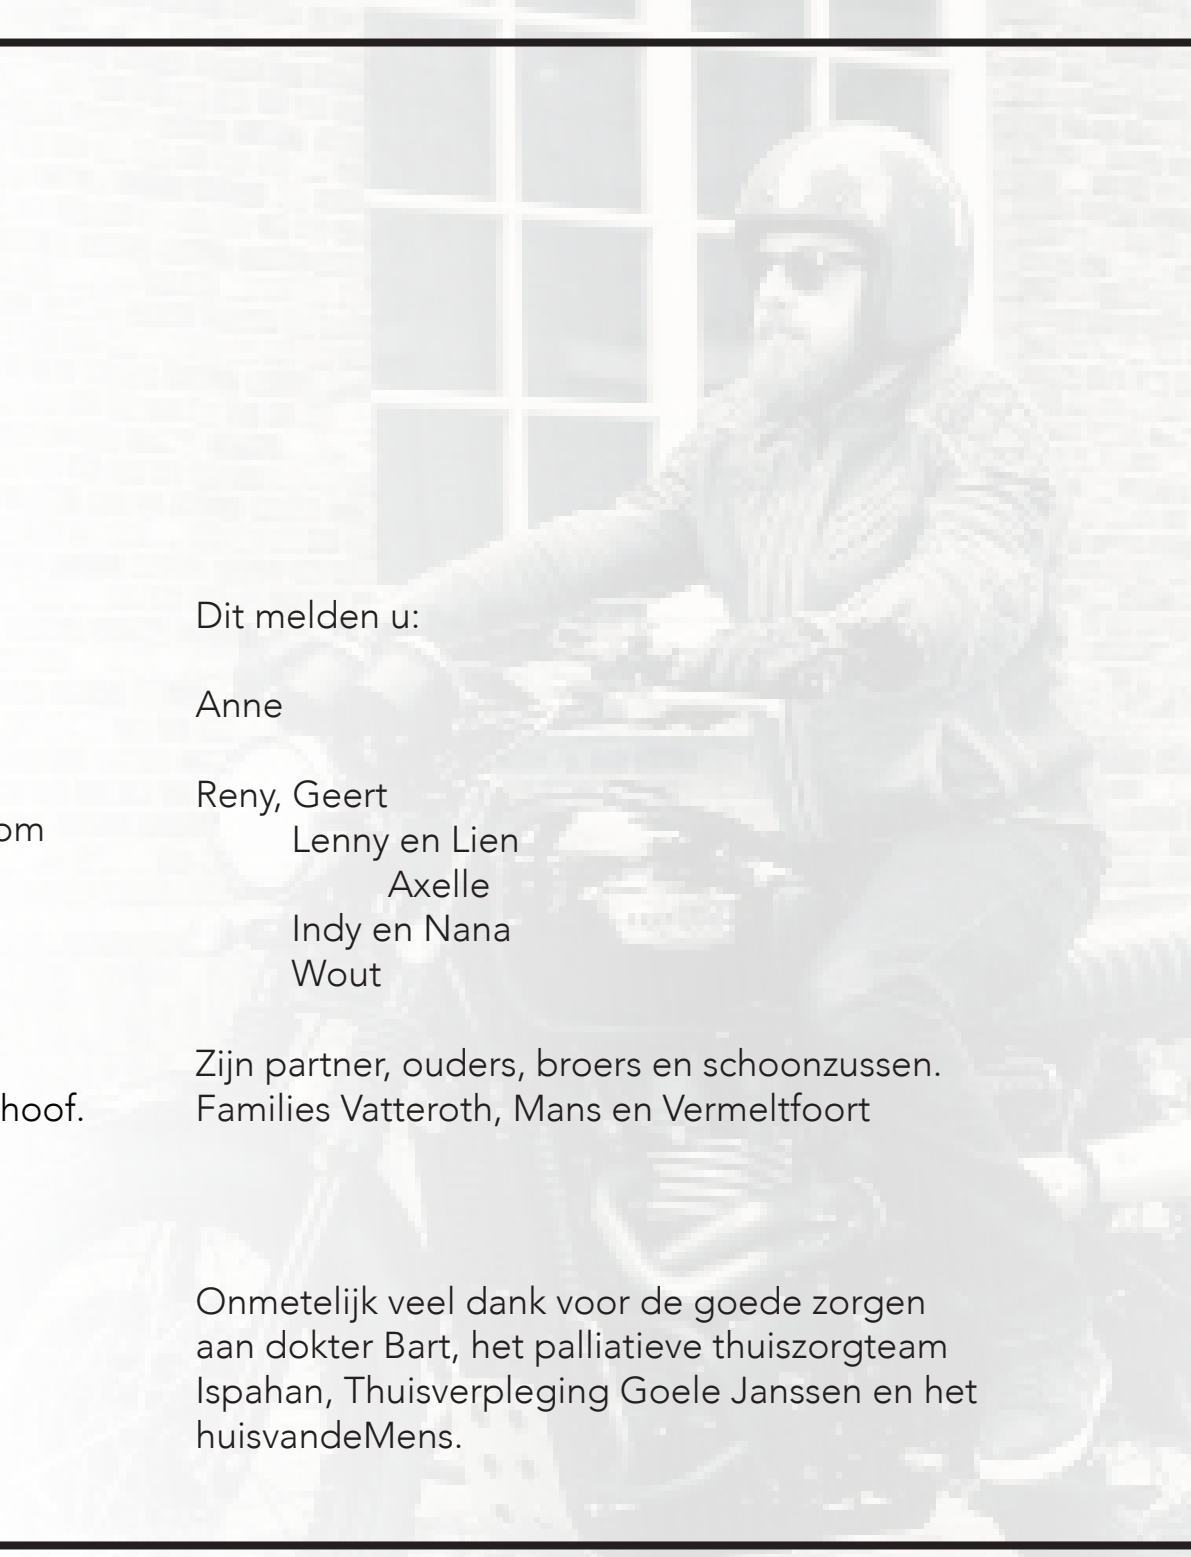 Dit melden u:
Anne
Reny, Geert
Lenny en Lien
Axelle
Indy en Nana
Wout
om
Zijn partner, ouders, broers en schoonzussen.
Families Vatteroth, Mans en Vermeltfoort
hoof.
Onmetelijk veel dank voor de goede zorgen
aan dokter Bart, het palliatieve thuiszorgteam
Ispahan, Thuisverpleging Goele Janssen en het
huisvandeMens.